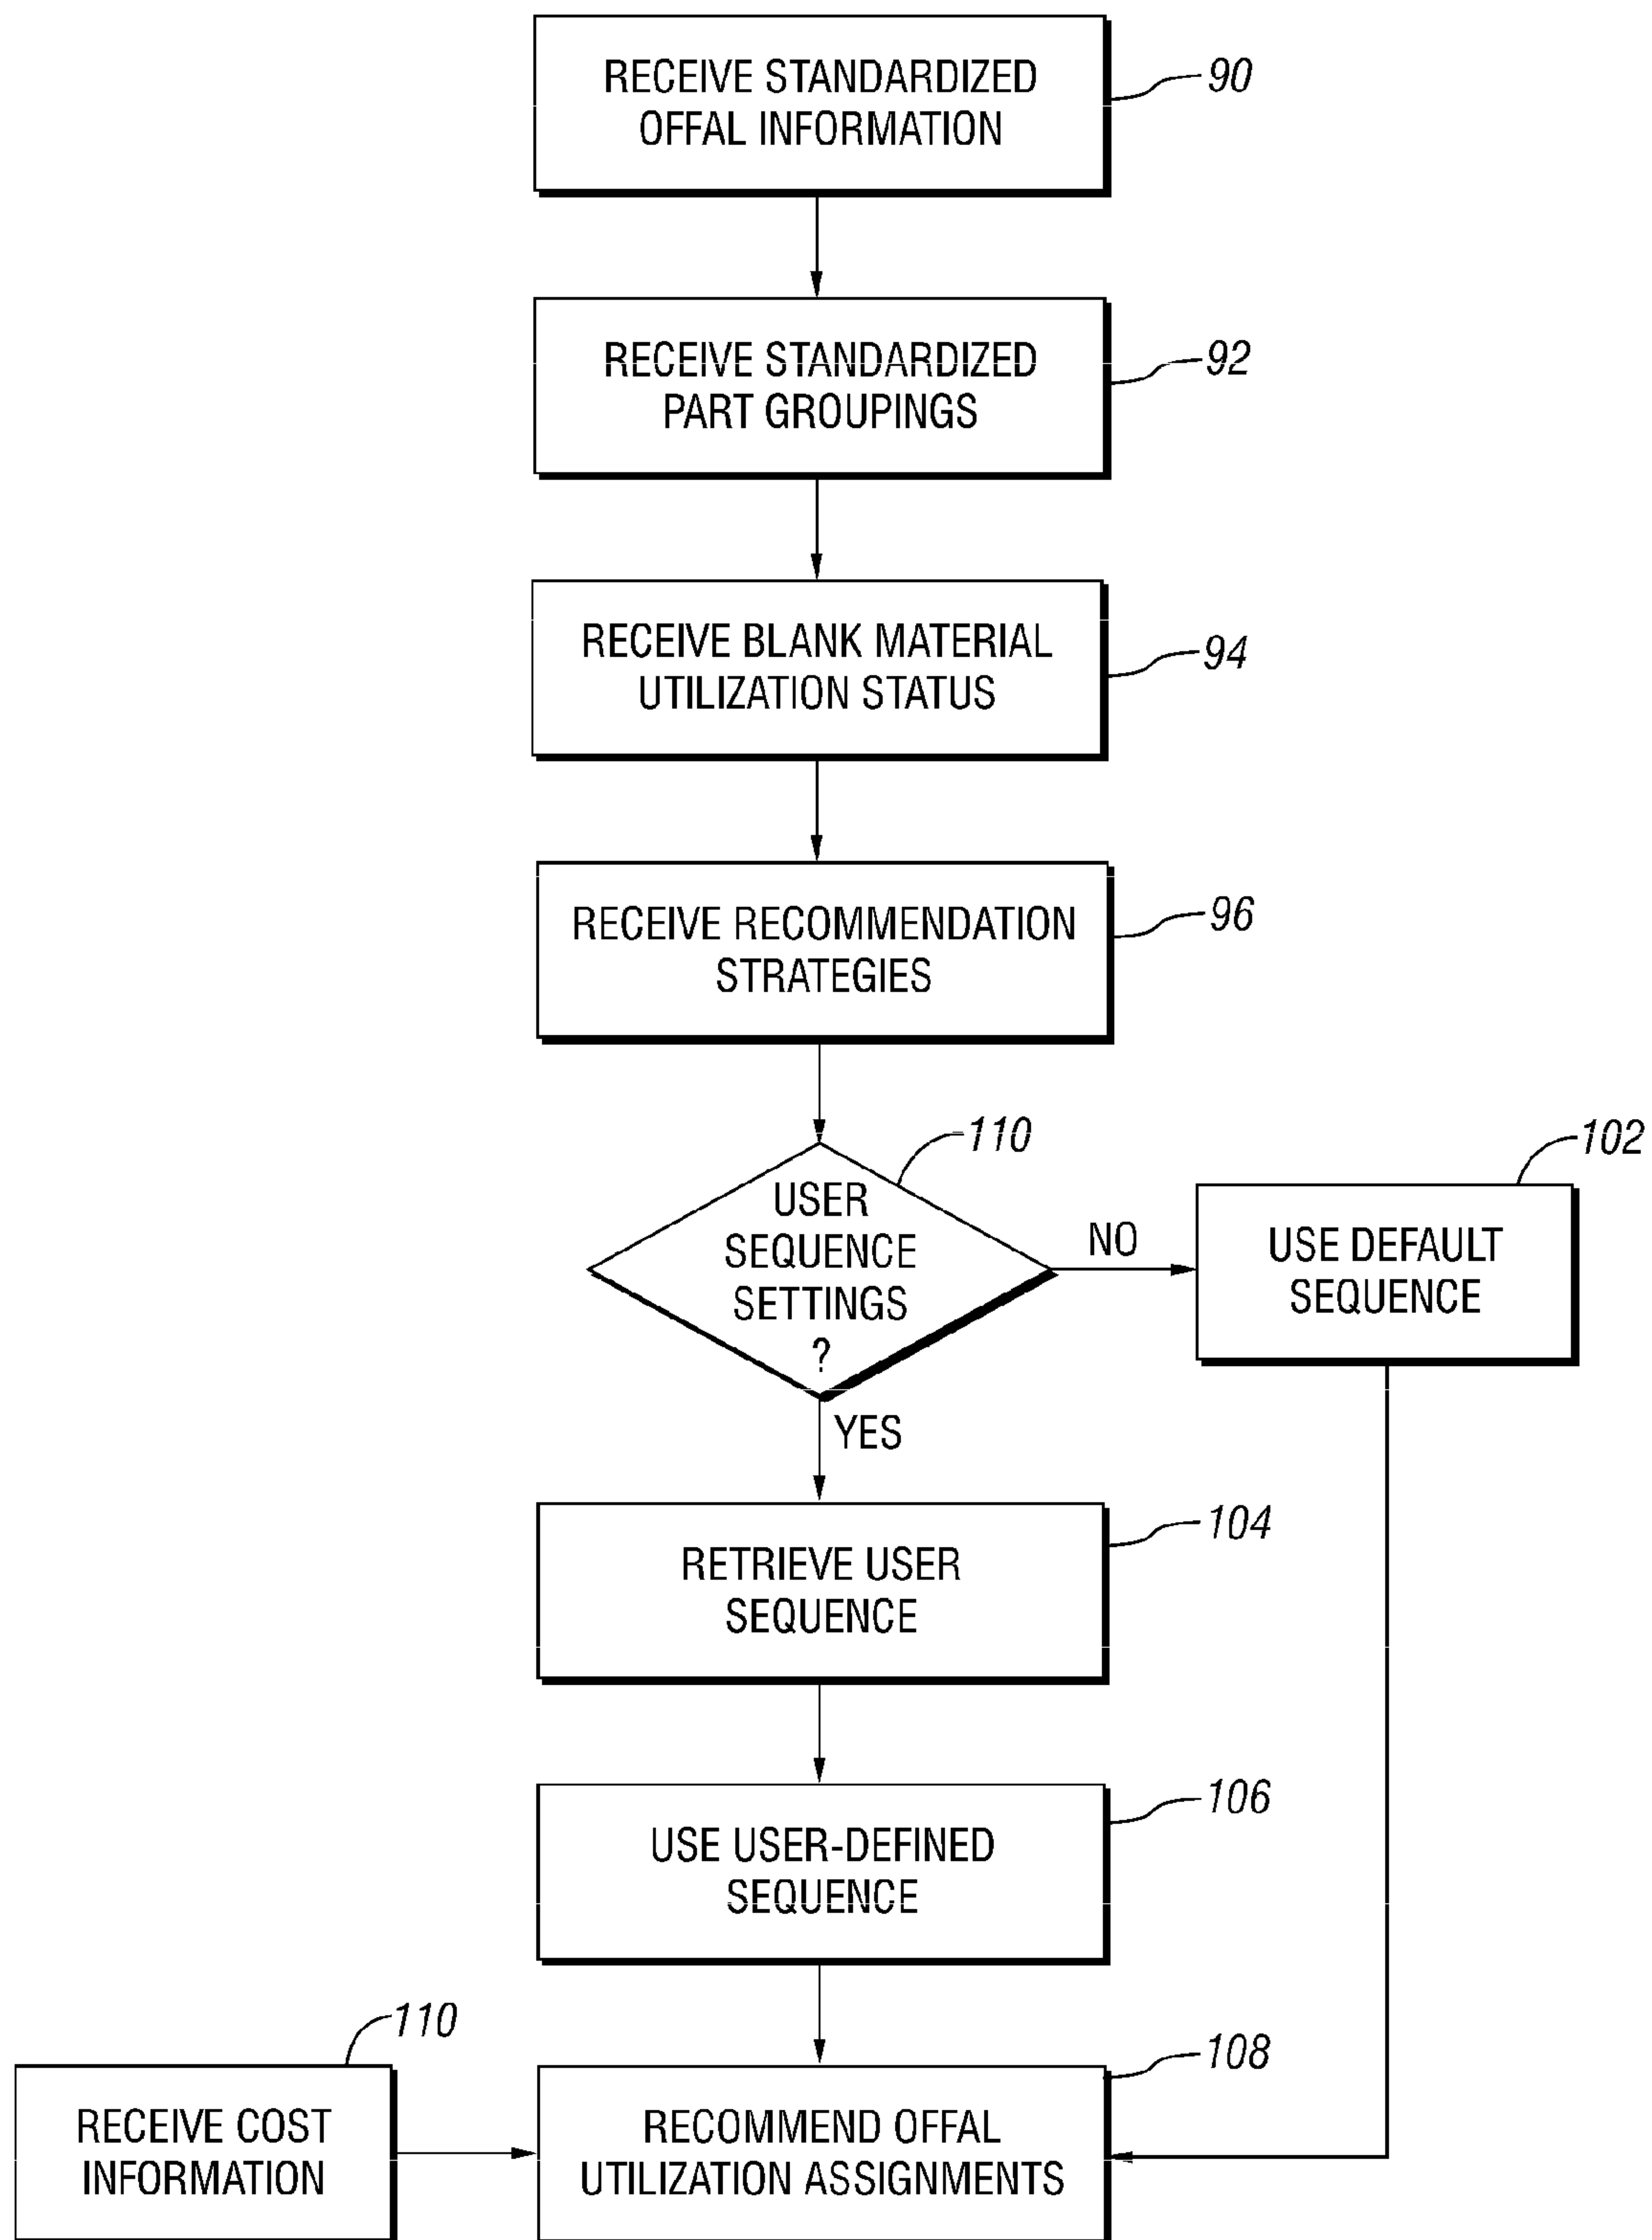 RECEIVE STANDARDIZED
OFFAL INFORMATION
90
RECEIVE STANDARDIZED
PART GROUPINGS
92
RECEIVE BLANK MATERIAL
UTILIZATION STATUS
94
RECEIVE RECOMMENDATION
STRATEGIES
96
110
USER
SEQUENCE
SETTINGS
?
NO
102
USE DEFAULT
SEQUENCE
YES
RETRIEVE USER
SEQUENCE
104
USE USER-DEFINED
SEQUENCE
106
110
RECEIVE COST
INFORMATION
RECOMMEND OFFAL
UTILIZATION ASSIGNMENTS
108